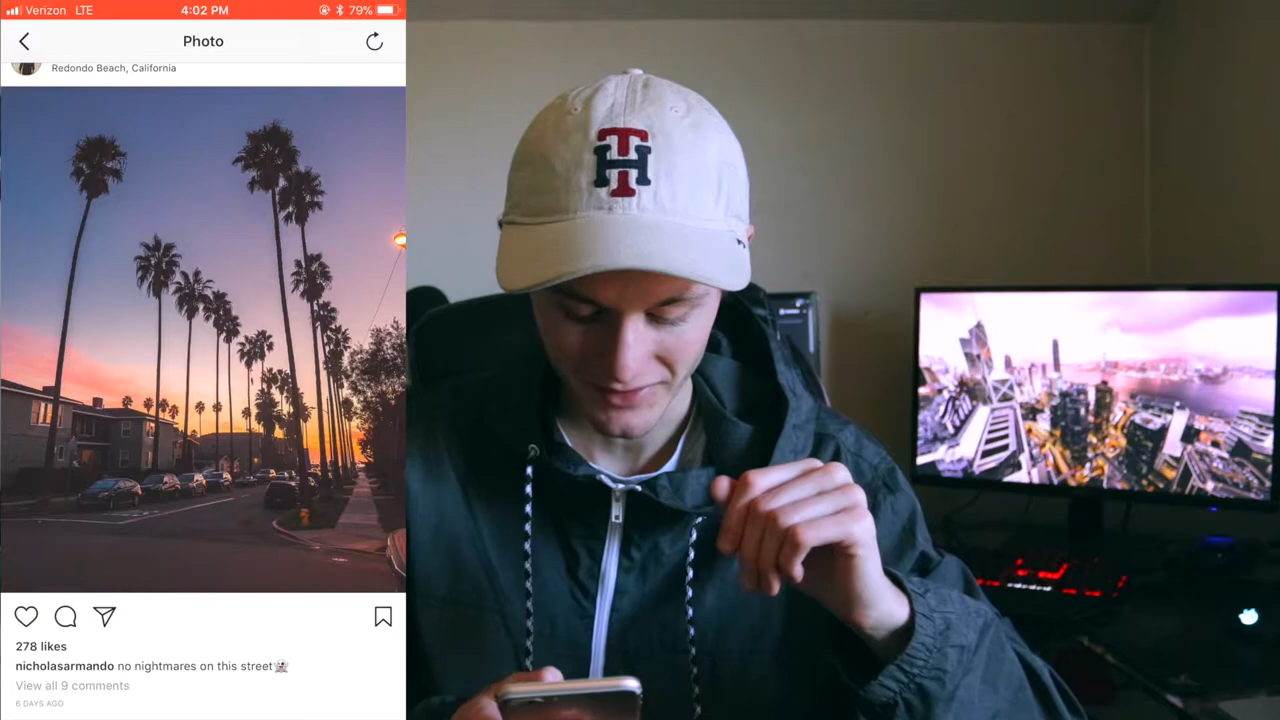 Verizon LTE 4:02 PM 79%
Photo
Redondo Beach, California
278 likes
nicholasarmando no nightmares on this street👻
View all 9 comments
6 DAYS AGO
TH